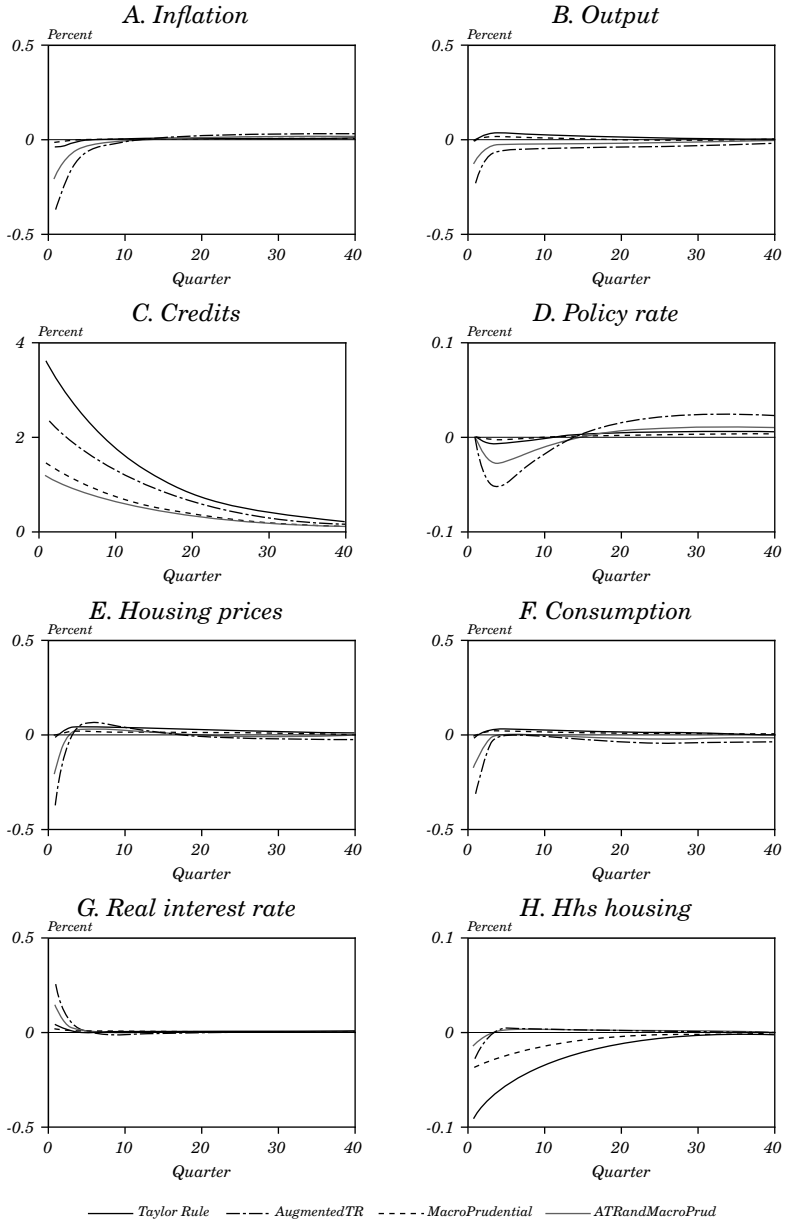 A. Inflation
Percent
0.5
0
-0.5
0 10 20 30 40
Quarter
B. Output
Percent
0.5
0
-0.5
0 10 20 30 40
Quarter
C. Credits
Percent
4
2
0
0 10 20 30 40
Quarter
D. Policy rate
Percent
0.1
0
-0.1
0 10 20 30 40
Quarter
E. Housing prices
Percent
0.5
0
-0.5
0 10 20 30 40
Quarter
F. Consumption
Percent
0.5
0
-0.5
0 10 20 30 40
Quarter
G. Real interest rate
Percent
0.5
0
-0.5
0 10 20 30 40
Quarter
H. Hhs housing
Percent
0.1
0
-0.1
0 10 20 30 40
Quarter
Taylor Rule AugmentedTR MacroPrudential ATRandMacroPrud